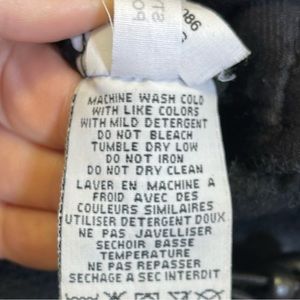 086
MACHINE WASH COLD
WITH LIKE COLORS
WITH MILD DETERGENT
DO NOT BLEACH
TUMBLE DRY LOW
DO NOT IRON
DO NOT DRY CLEAN
LAVER EN MACHINE A
FROID AVEC DES
COULEURS SIMILAIRES
UTILISER DETERGENT DOUX
NE PAS JAVELLISER
SECHOIR BASSE
TEMPERATURE
NE PAS REPASSER
SECHAGE A SEC INTERDIT